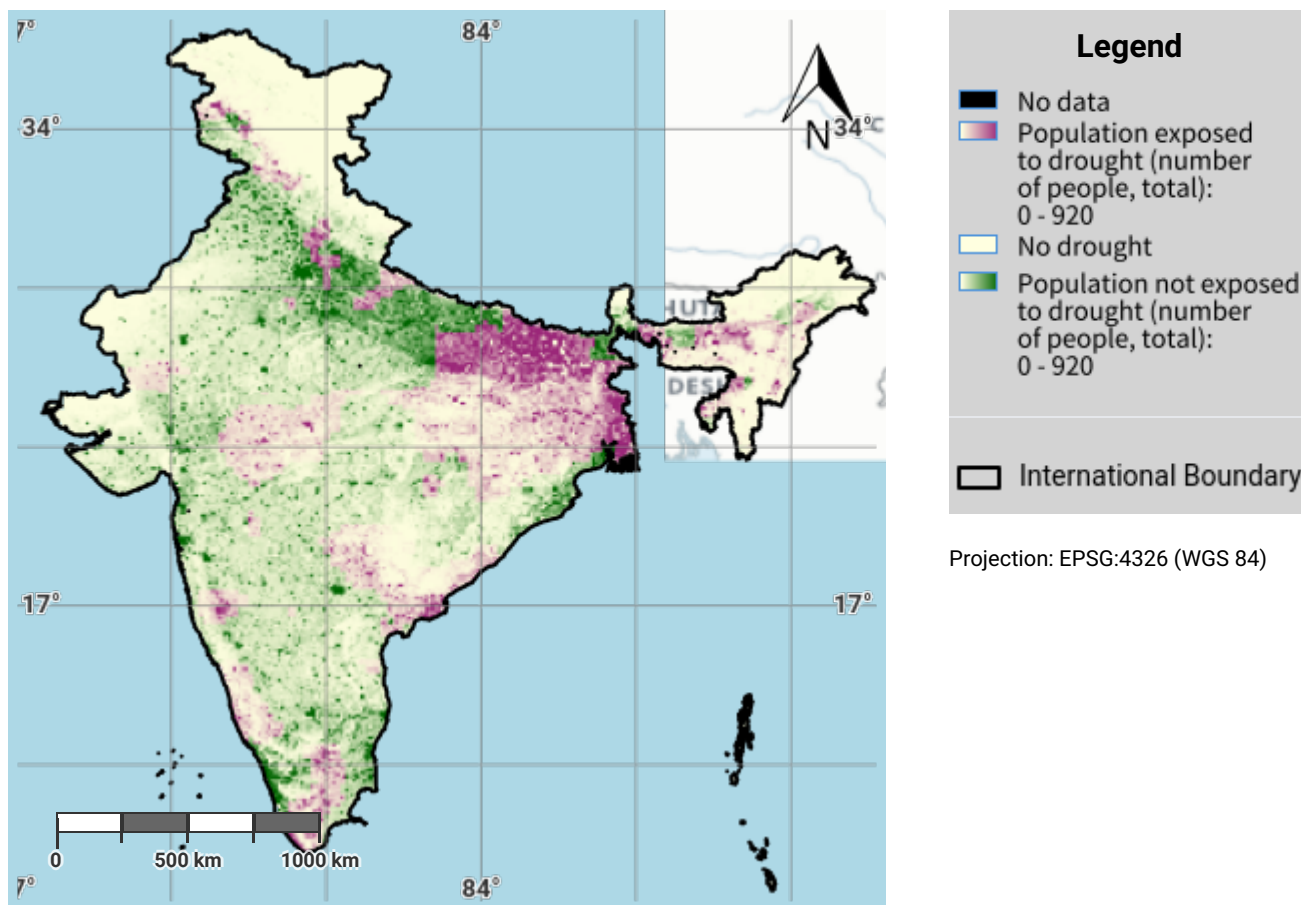 7°
84°
34°
N
34°
HUTA
DESH
17°
17°
0
500 km
1000 km
7°
84°
Legend
No data
Population exposed
to drought (number
of people, total):
0 - 920
No drought
Population not exposed
to drought (number
of people, total):
0 - 920
International Boundary
Projection: EPSG:4326 (WGS 84)